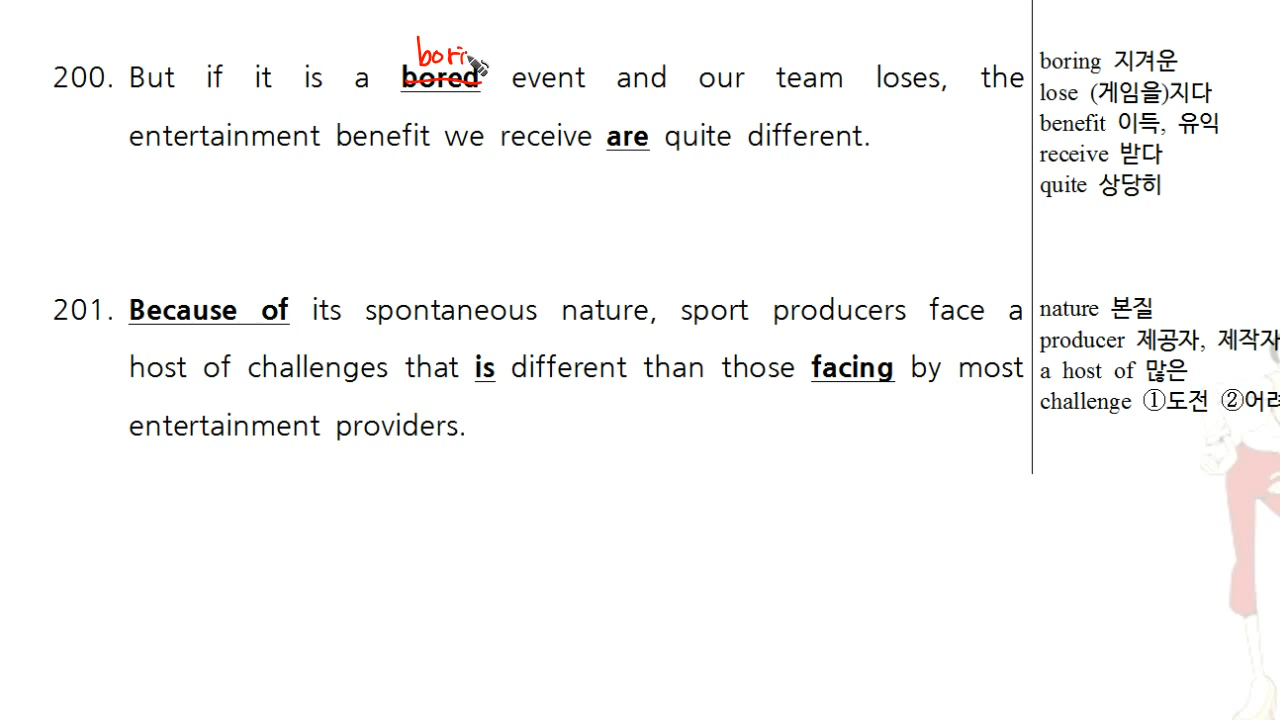 bori
200. But if it is a bored event and our team loses, the
entertainment benefit we receive are quite different.
boring 지겨운
lose (게임을)지다
benefit 이득, 유익
receive 받다
quite 상당히
201. Because of its spontaneous nature, sport producers face a
host of challenges that is different than those facing by most
entertainment providers.
nature 본질
producer 제공자, 제작자
a host of 많은
challenge ①도전 ②어려